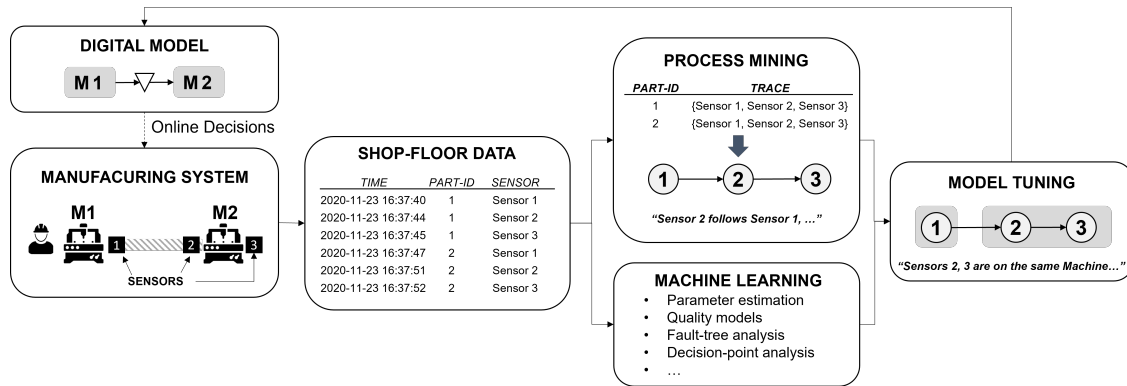 DIGITAL MODEL
M 1
M 2
Online Decisions
MANUFACURING SYSTEM
M1
M2
1
2
3
SENSORS
SHOP-FLOOR DATA
TIME PART-ID SENSOR
2020-11-23 16:37:40 1 Sensor 1
2020-11-23 16:37:44 1 Sensor 2
2020-11-23 16:37:45 1 Sensor 3
2020-11-23 16:37:47 2 Sensor 1
2020-11-23 16:37:51 2 Sensor 2
2020-11-23 16:37:52 2 Sensor 3
PROCESS MINING
PART-ID TRACE
1 {Sensor 1, Sensor 2, Sensor 3}
2 {Sensor 1, Sensor 2, Sensor 3}
1 2 3
“Sensor 2 follows Sensor 1, …”
MACHINE LEARNING
• Parameter estimation
• Quality models
• Fault-tree analysis
• Decision-point analysis
• …
MODEL TUNING
1 2 3
“Sensors 2, 3 are on the same Machine…”